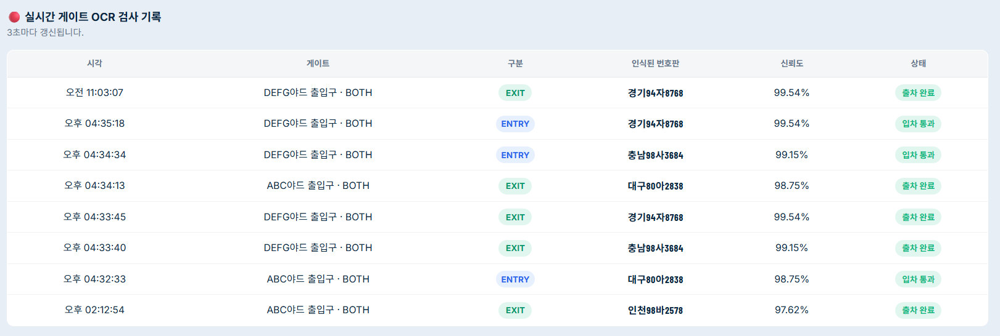 실시간 게이트 OCR 검사 기록
3초마다 갱신됩니다.
시각 게이트 구분 인식된 번호판 신뢰도 상태
오전 11:03:07 DEFG야드 출입구 · BOTH EXIT 경기94자8768 99.54% 출차 완료
오후 04:35:18 DEFG야드 출입구 · BOTH ENTRY 경기94자8768 99.54% 입차 통과
오후 04:34:34 DEFG야드 출입구 · BOTH ENTRY 충남98사3684 99.15% 입차 통과
오후 04:34:13 ABC야드 출입구 · BOTH EXIT 대구80아2838 98.75% 출차 완료
오후 04:33:45 DEFG야드 출입구 · BOTH EXIT 경기94자8768 99.54% 출차 완료
오후 04:33:40 DEFG야드 출입구 · BOTH EXIT 충남98사3684 99.15% 출차 완료
오후 04:32:33 ABC야드 출입구 · BOTH ENTRY 대구80아2838 98.75% 입차 통과
오후 02:12:54 ABC야드 출입구 · BOTH EXIT 인천98바2578 97.62% 출차 완료